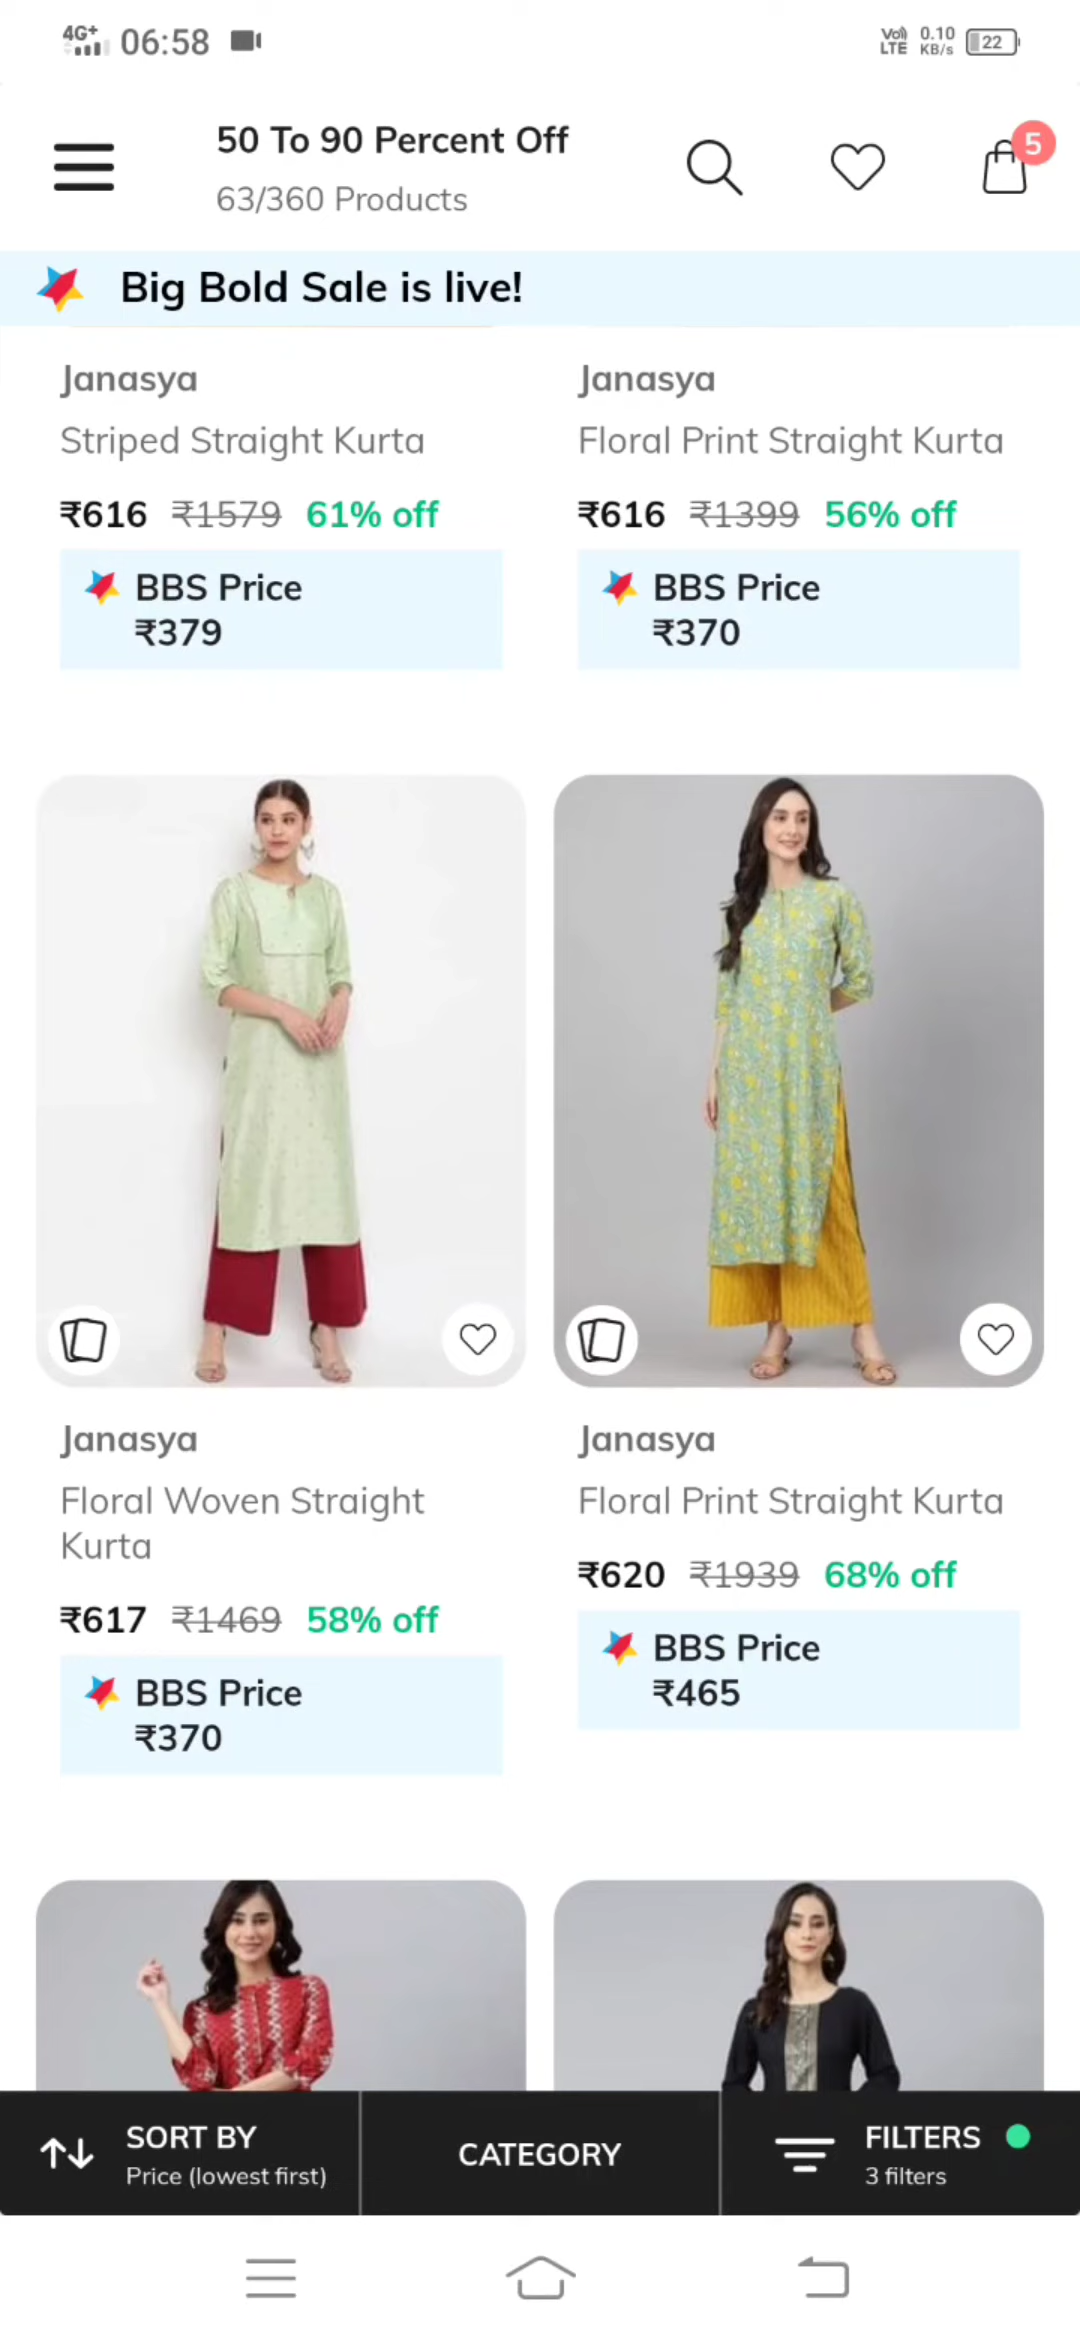 4G+ 06:58 Vo) LTE 0.10 KB/s 22
50 To 90 Percent Off
63/360 Products
5
Big Bold Sale is live!
Janasya
Striped Straight Kurta
₹616 ₹1579 61% off
BBS Price
₹379
Janasya
Floral Print Straight Kurta
₹616 ₹1399 56% off
BBS Price
₹370
Janasya
Floral Woven Straight
Kurta
₹617 ₹1469 58% off
BBS Price
₹370
Janasya
Floral Print Straight Kurta
₹620 ₹1939 68% off
BBS Price
₹465
SORT BY
Price (lowest first)
CATEGORY
FILTERS
3 filters